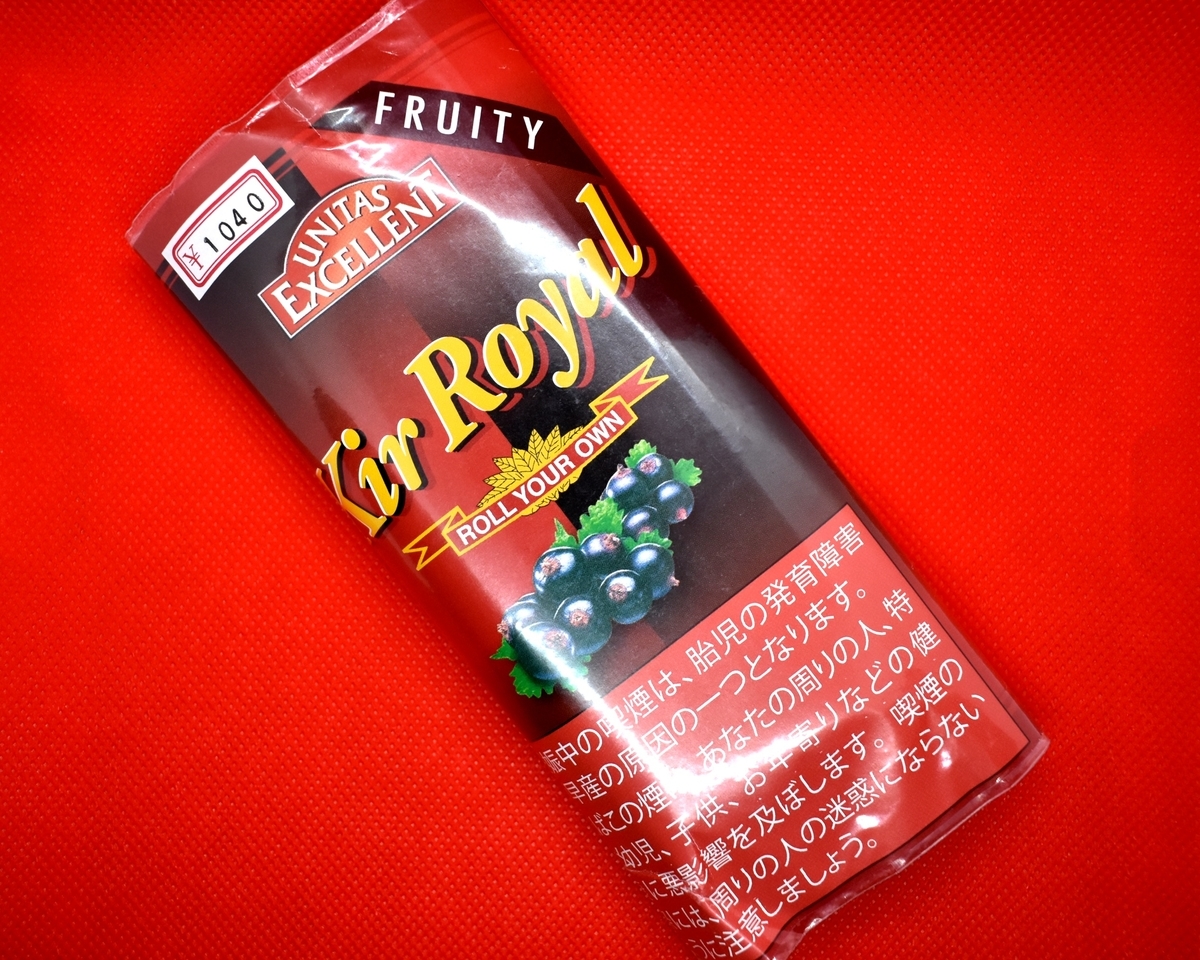 FRUITY
¥1040
UNITAS
EXCELLENT
Kir Royal
ROLL YOUR OWN
娠中の喫煙は、胎児の発育障害
早産の原因の一つとなります。
ばこの煙は、あなたの周りの人、特
幼児、子供、お年寄りなどの健
に悪影響を及ぼします。喫煙の
には、周りの人の迷惑にならない
うに注意しましょう。